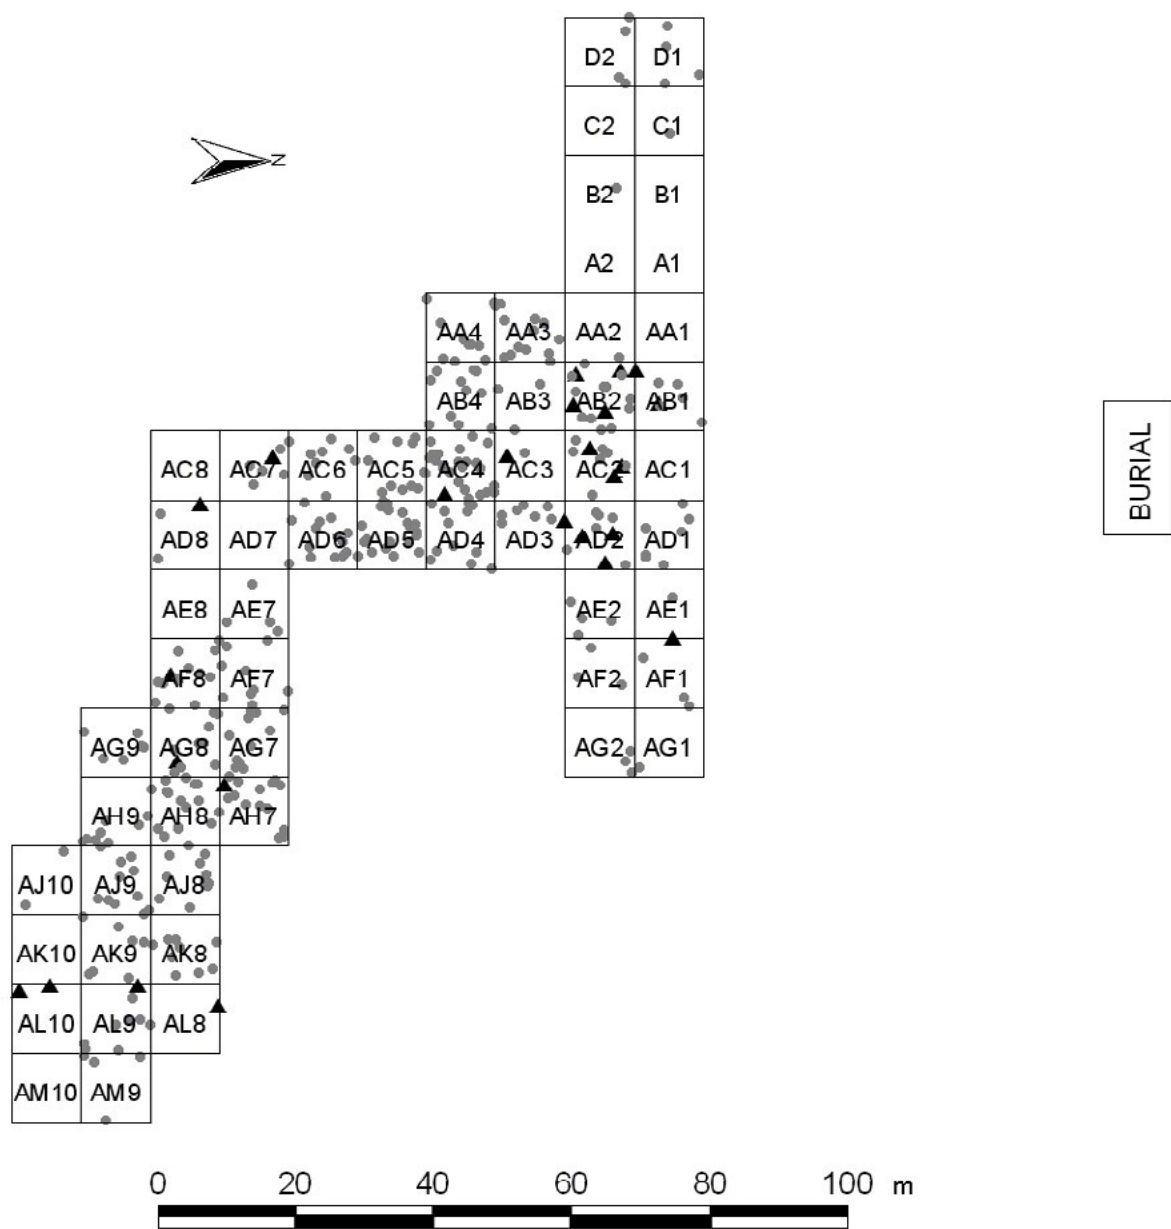 D2 D1
C2 C1
N
B2 B1
A2 A1
AA4 AA3 AA2 AA1
AB4 AB3 AB2 AB1
BURIAL
AC8 AC7 AC6 AC5 AC4 AC3 AC2 AC1
AD8 AD7 AD6 AD5 AD4 AD3 AD2 AD1
AE8 AE7 AE2 AE1
AF8 AF7 AF2 AF1
AG9 AG8 AG7 AG2 AG1
AH9 AH8 AH7
AJ10 AJ9 AJ8
AK10 AK9 AK8
AL10 AL9 AL8
AM10 AM9
0 20 40 60 80 100 m